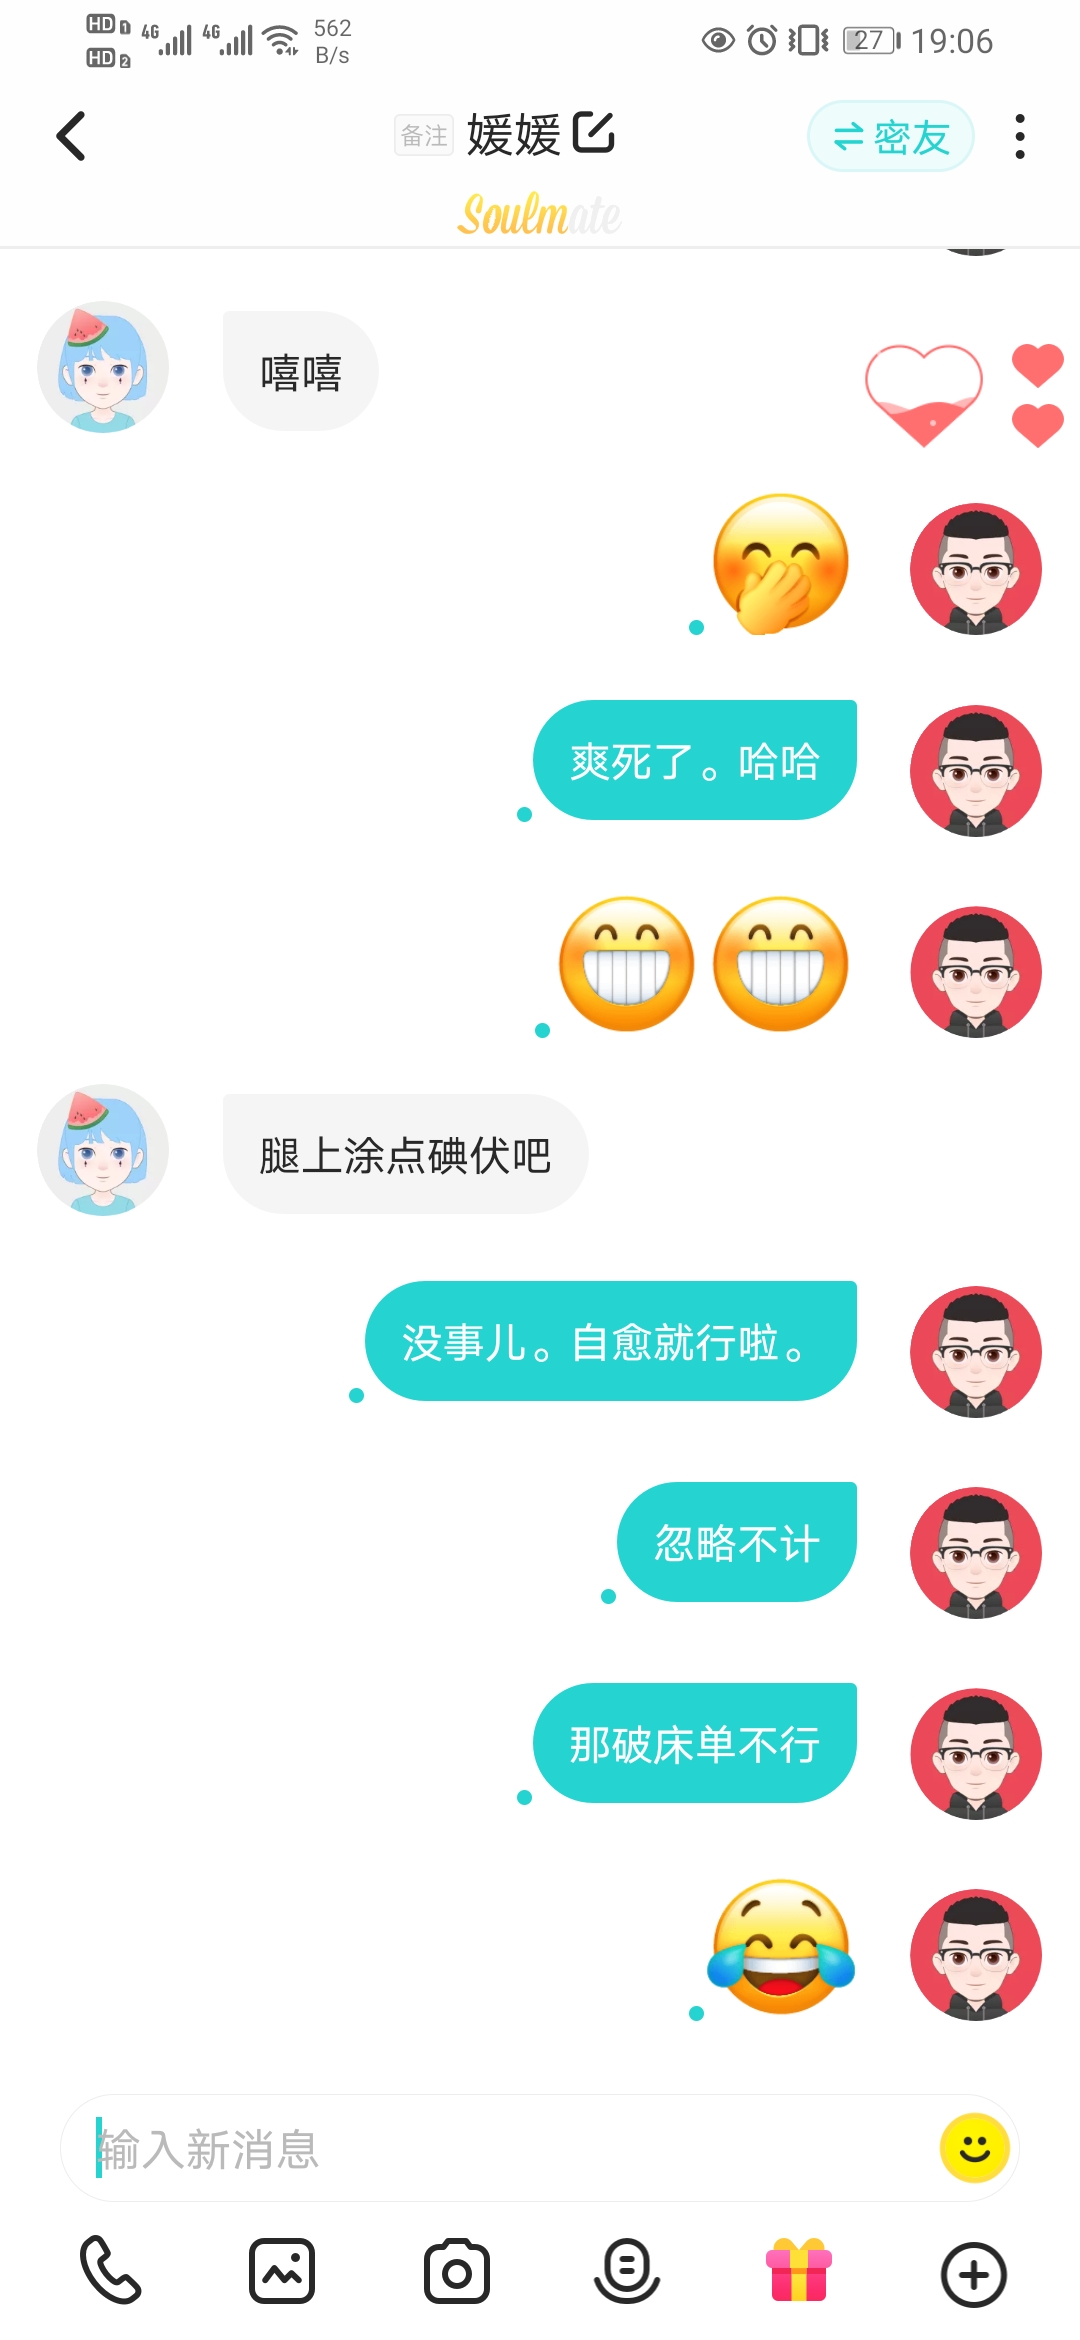 HD 1 4G 4G 562
HD 2 B/s
27 19:06
备注 媛媛 密友
Soulmate
嘻嘻
爽死了。哈哈
腿上涂点碘伏吧
没事儿。自愈就行啦。
忽略不计
那破床单不行
输入新消息